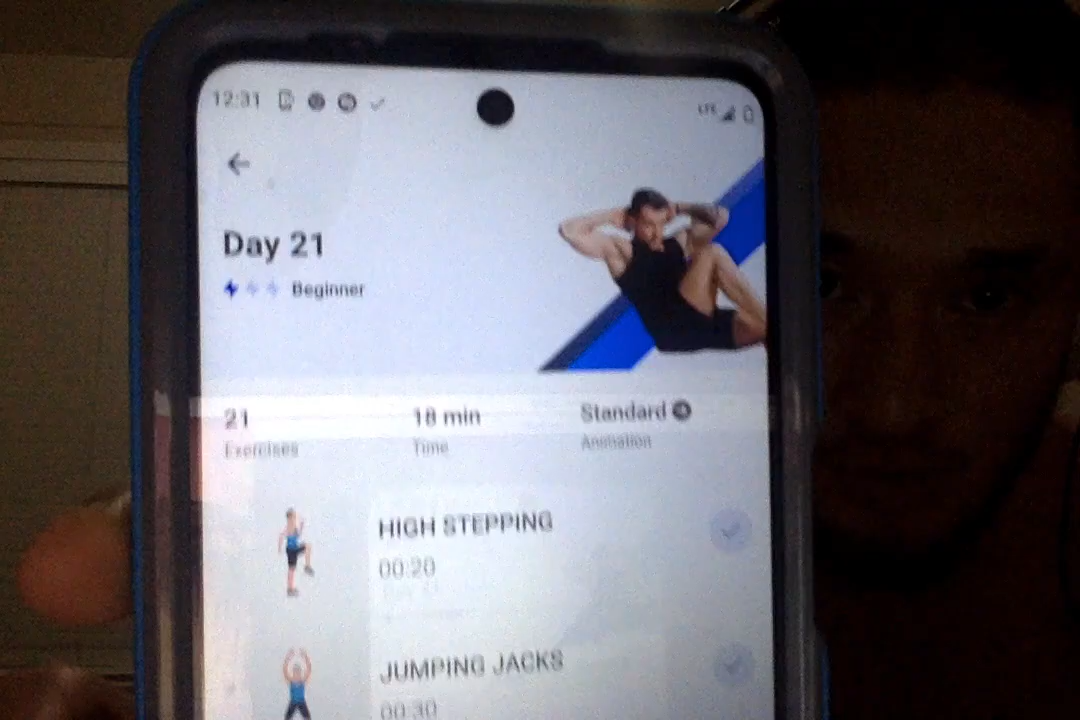 12:31
LTE
Day 21
Beginner
21
18 min
Standard
Exercises
Time
Animation
HIGH STEPPING
00:20
JUMPING JACKS
00:30